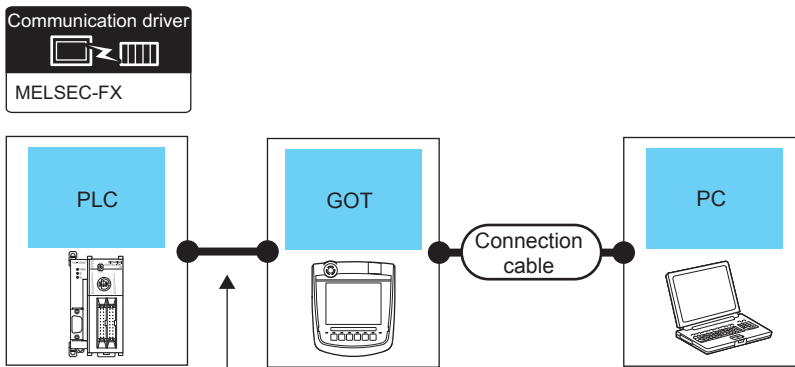 Communication driver
MELSEC-FX
PLC
GOT
Connection
cable
PC